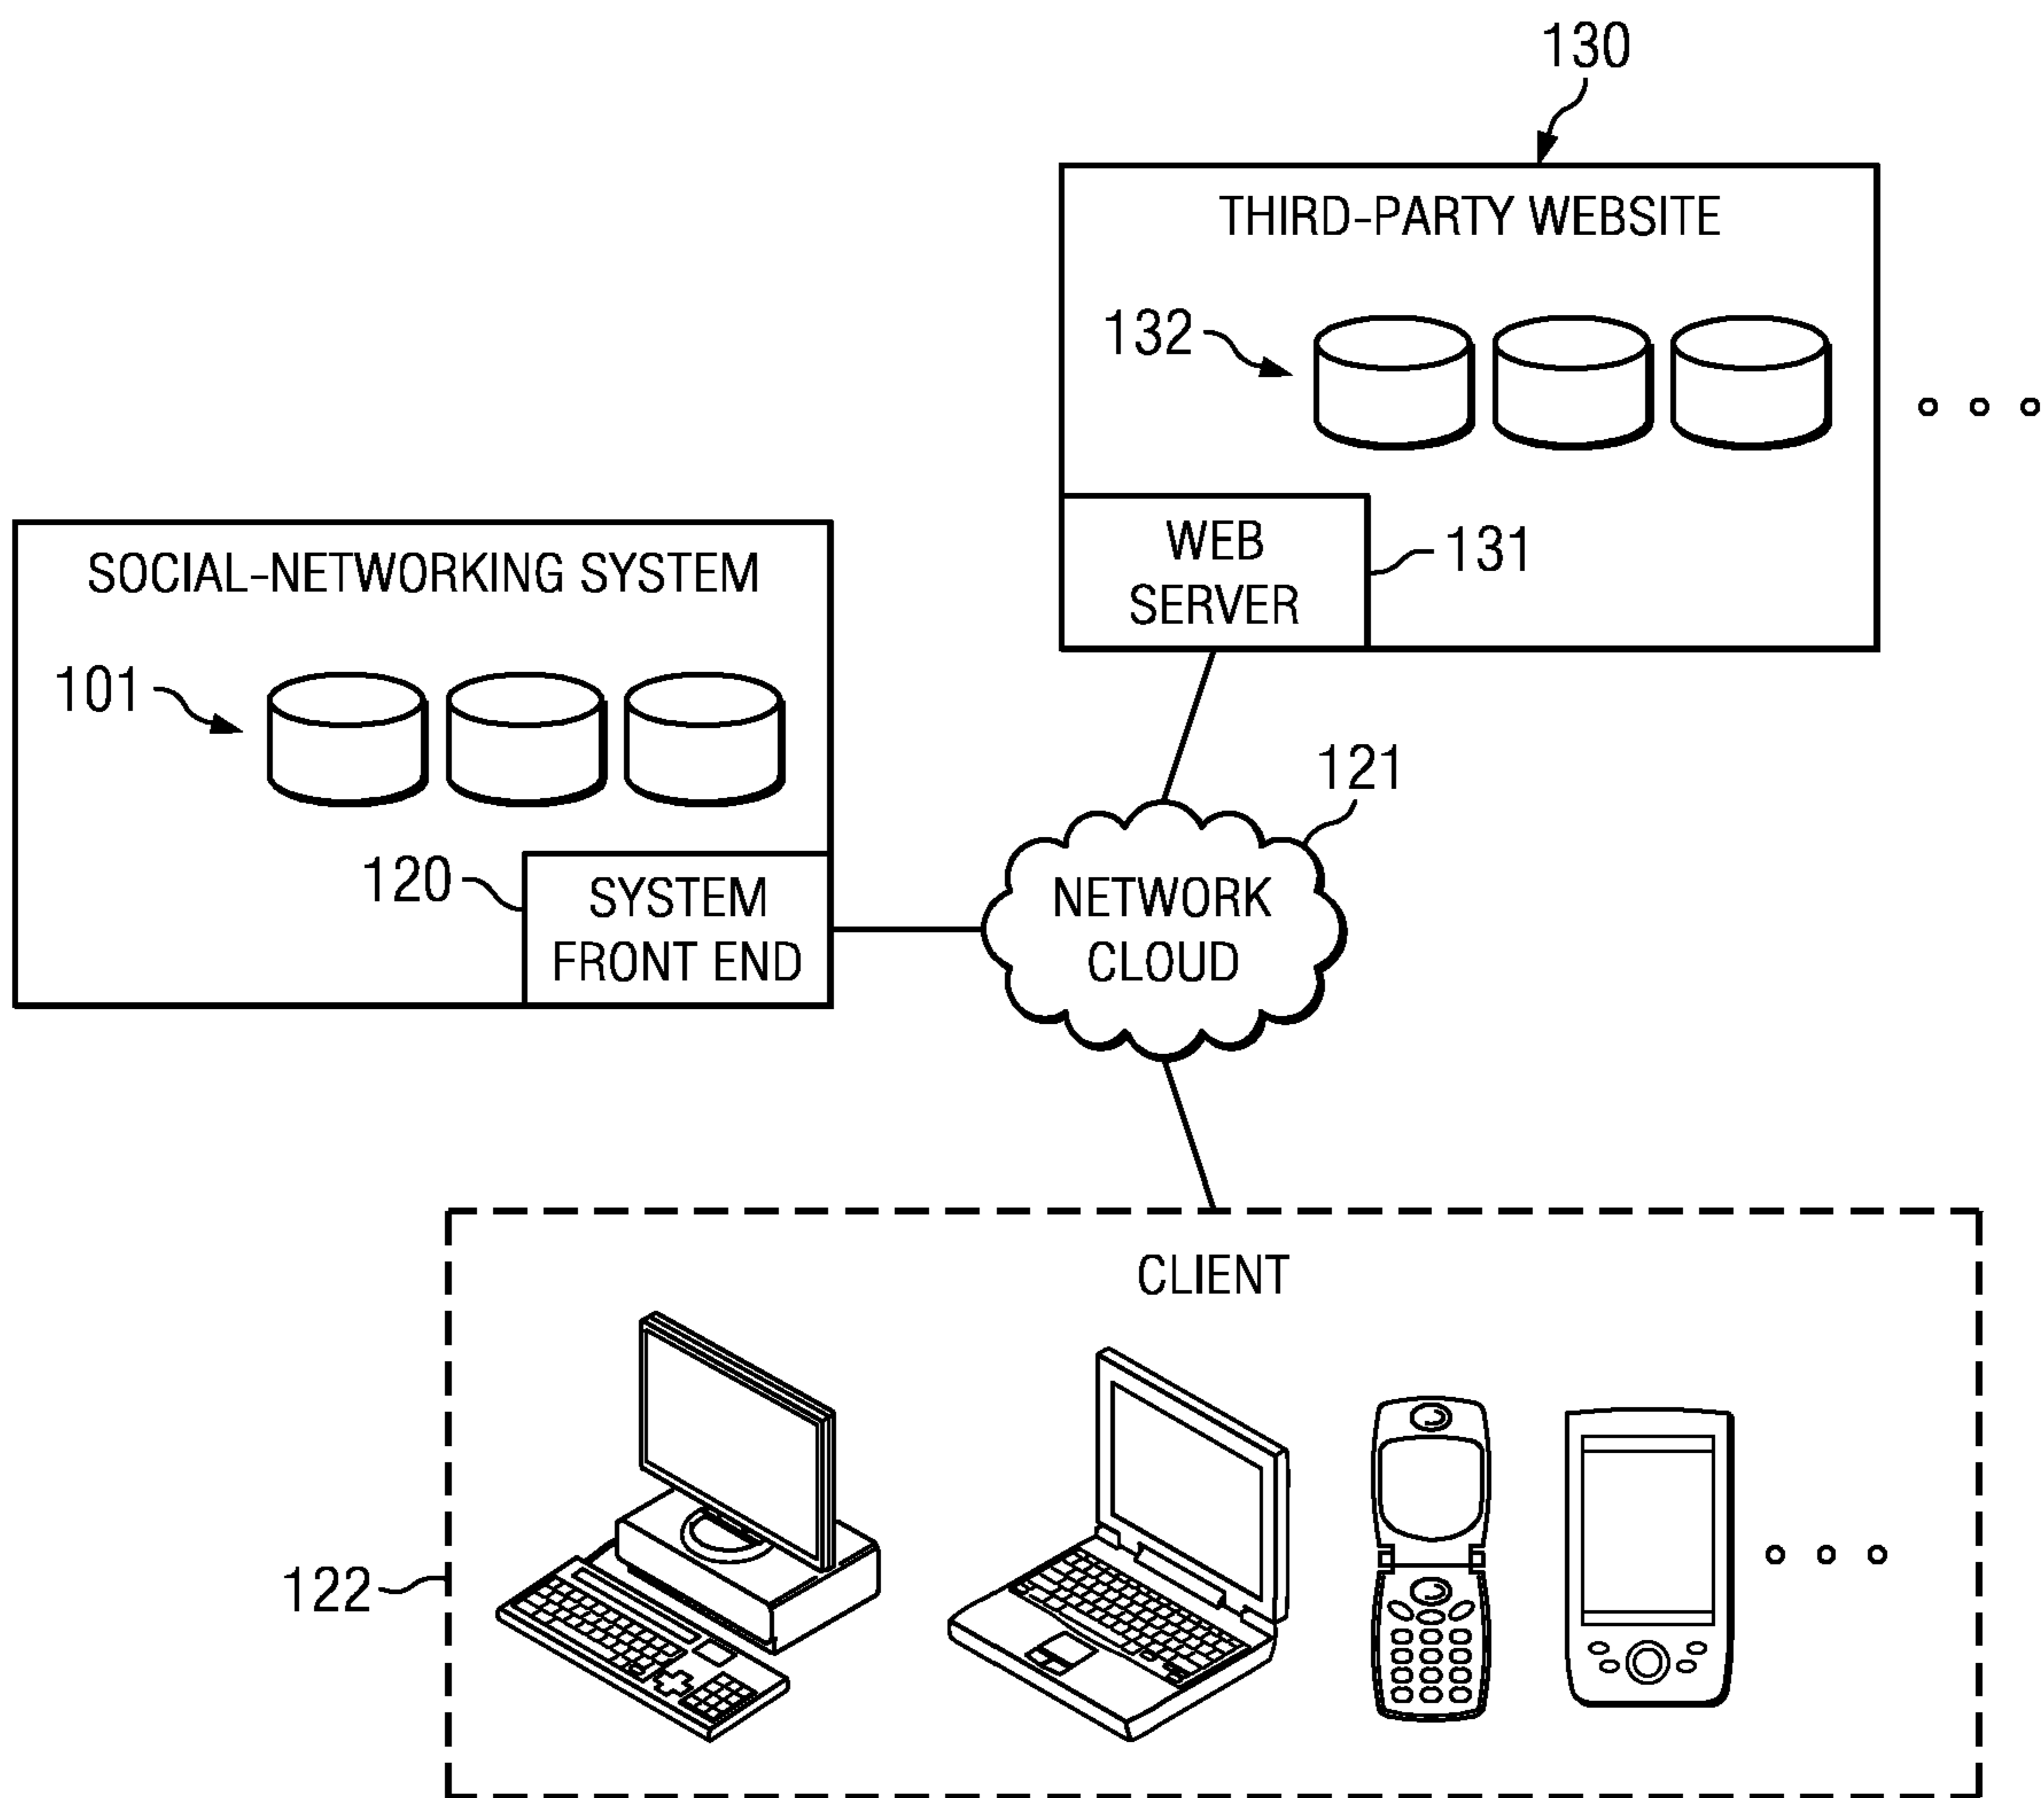 130
THIRD-PARTY WEBSITE
132
WEB
SERVER
131
SOCIAL-NETWORKING SYSTEM
101
120
SYSTEM
FRONT END
121
NETWORK
CLOUD
CLIENT
122